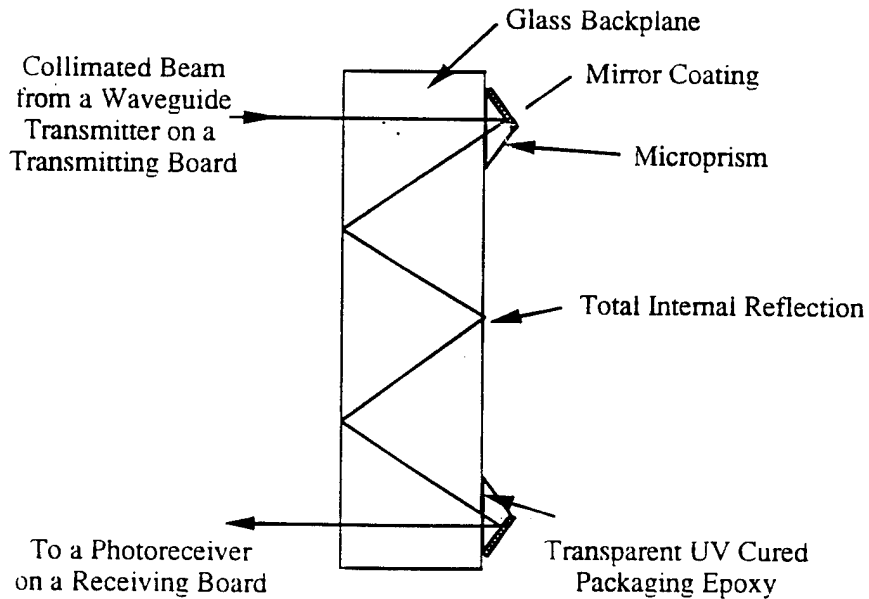 Glass Backplane
Collimated Beam
from a Waveguide
Transmitter on a
Transmitting Board
Mirror Coating
Microprism
Total Internal Reflection
To a Photoreceiver
on a Receiving Board
Transparent UV Cured
Packaging Epoxy